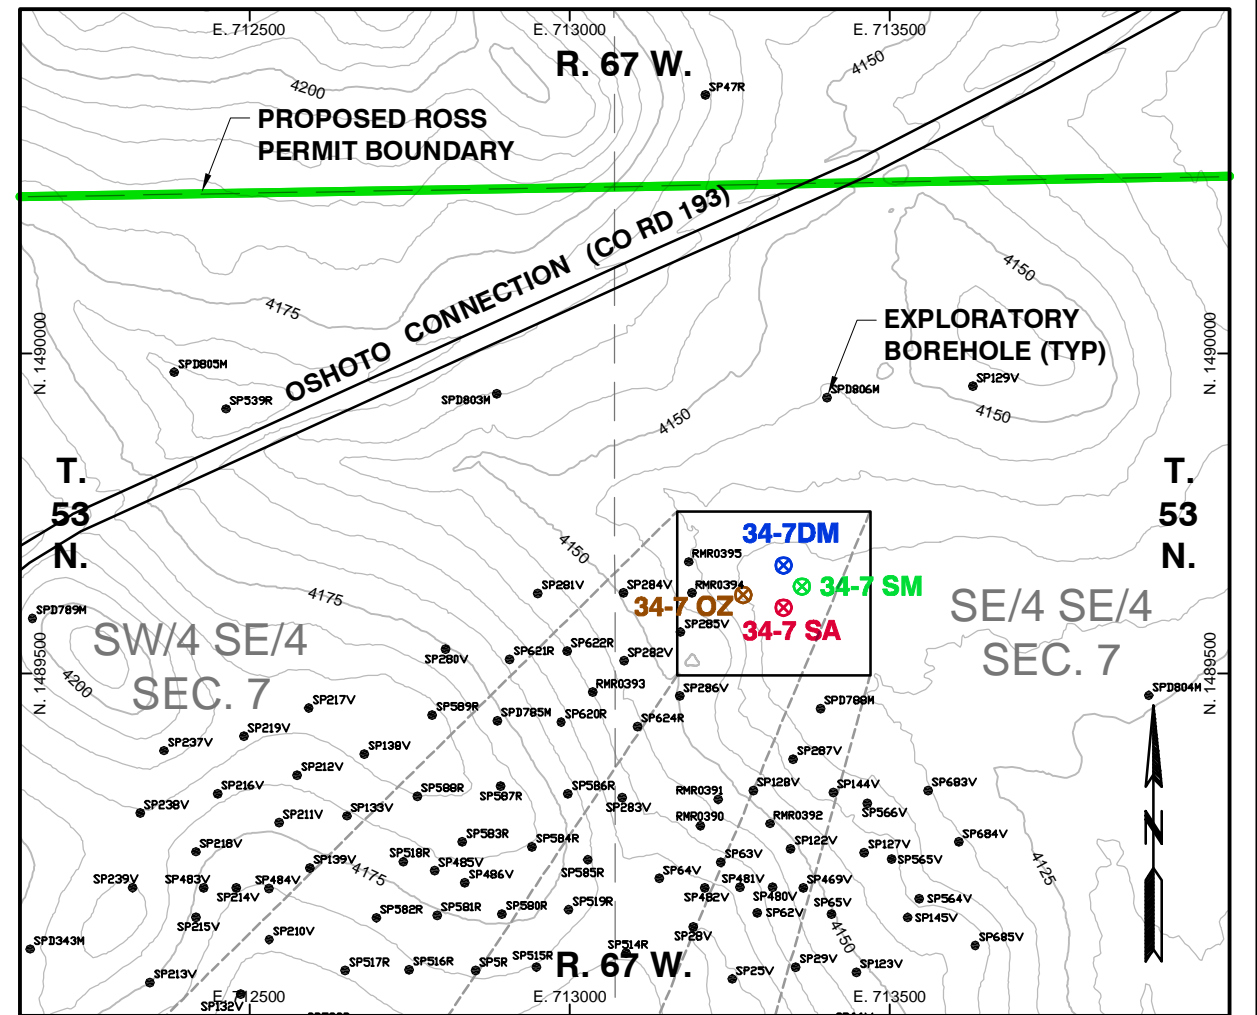 E. 712500
E. 713000
E. 713500
R. 67 W.
4150
4200
SP47R
PROPOSED ROSS
PERMIT BOUNDARY
OSHOTO CONNECTION (CO RD 193)
4150
4175
EXPLORATORY
BOREHOLE (TYP)
N. 1490000
N. 1490000
SPD805M
SP539R
SPD803M
SPD806M
SP129V
4150
4150
T.
53
N.
T.
53
N.
4150
34-7DM
RMR0395
SP281V
SP284V
RMR0394
34-7 SM
34-7 OZ
34-7 SA
4175
SPD789M
SW/4 SE/4
SEC. 7
SE/4 SE/4
SEC. 7
SP285V
SP622R
SP621R
SP280V
SP282V
4200
N. 1489500
N. 1489500
RMR0393
SP286V
SPD804M
SP217V
SP589R
SPD785M
SP620R
SP624R
SPD788M
SP219V
SP237V
SP138V
SP287V
SP212V
SP216V
SP588R
SP587R
SP586R
SP283V
RMR0391
SP128V
SP144V
SP683V
SP238V
SP211V
SP133V
RMR0390
RMR0392
SP566V
SP218V
SP583R
SP584R
SP122V
SP127V
SP684V
SP139V
SP518R
SP485V
SP585R
SP63V
SP565V
4125
SP239V
SP483V
SP484V
SP214V
4175
SP486V
SP64V
SP481V
SP482V
SP480V
SP469V
SP564V
SP215V
SP582R
SP581R
SP580R
SP519R
SP62V
SP65V
SP145V
SPD343M
SP210V
SP514R
SP28V
4150
SP685V
SP213V
SP517R
SP516R
SP5R
SP515R
R. 67 W.
SP25V
SP29V
SP123V
N
SP132V
E. 712500
E. 713000
E. 713500